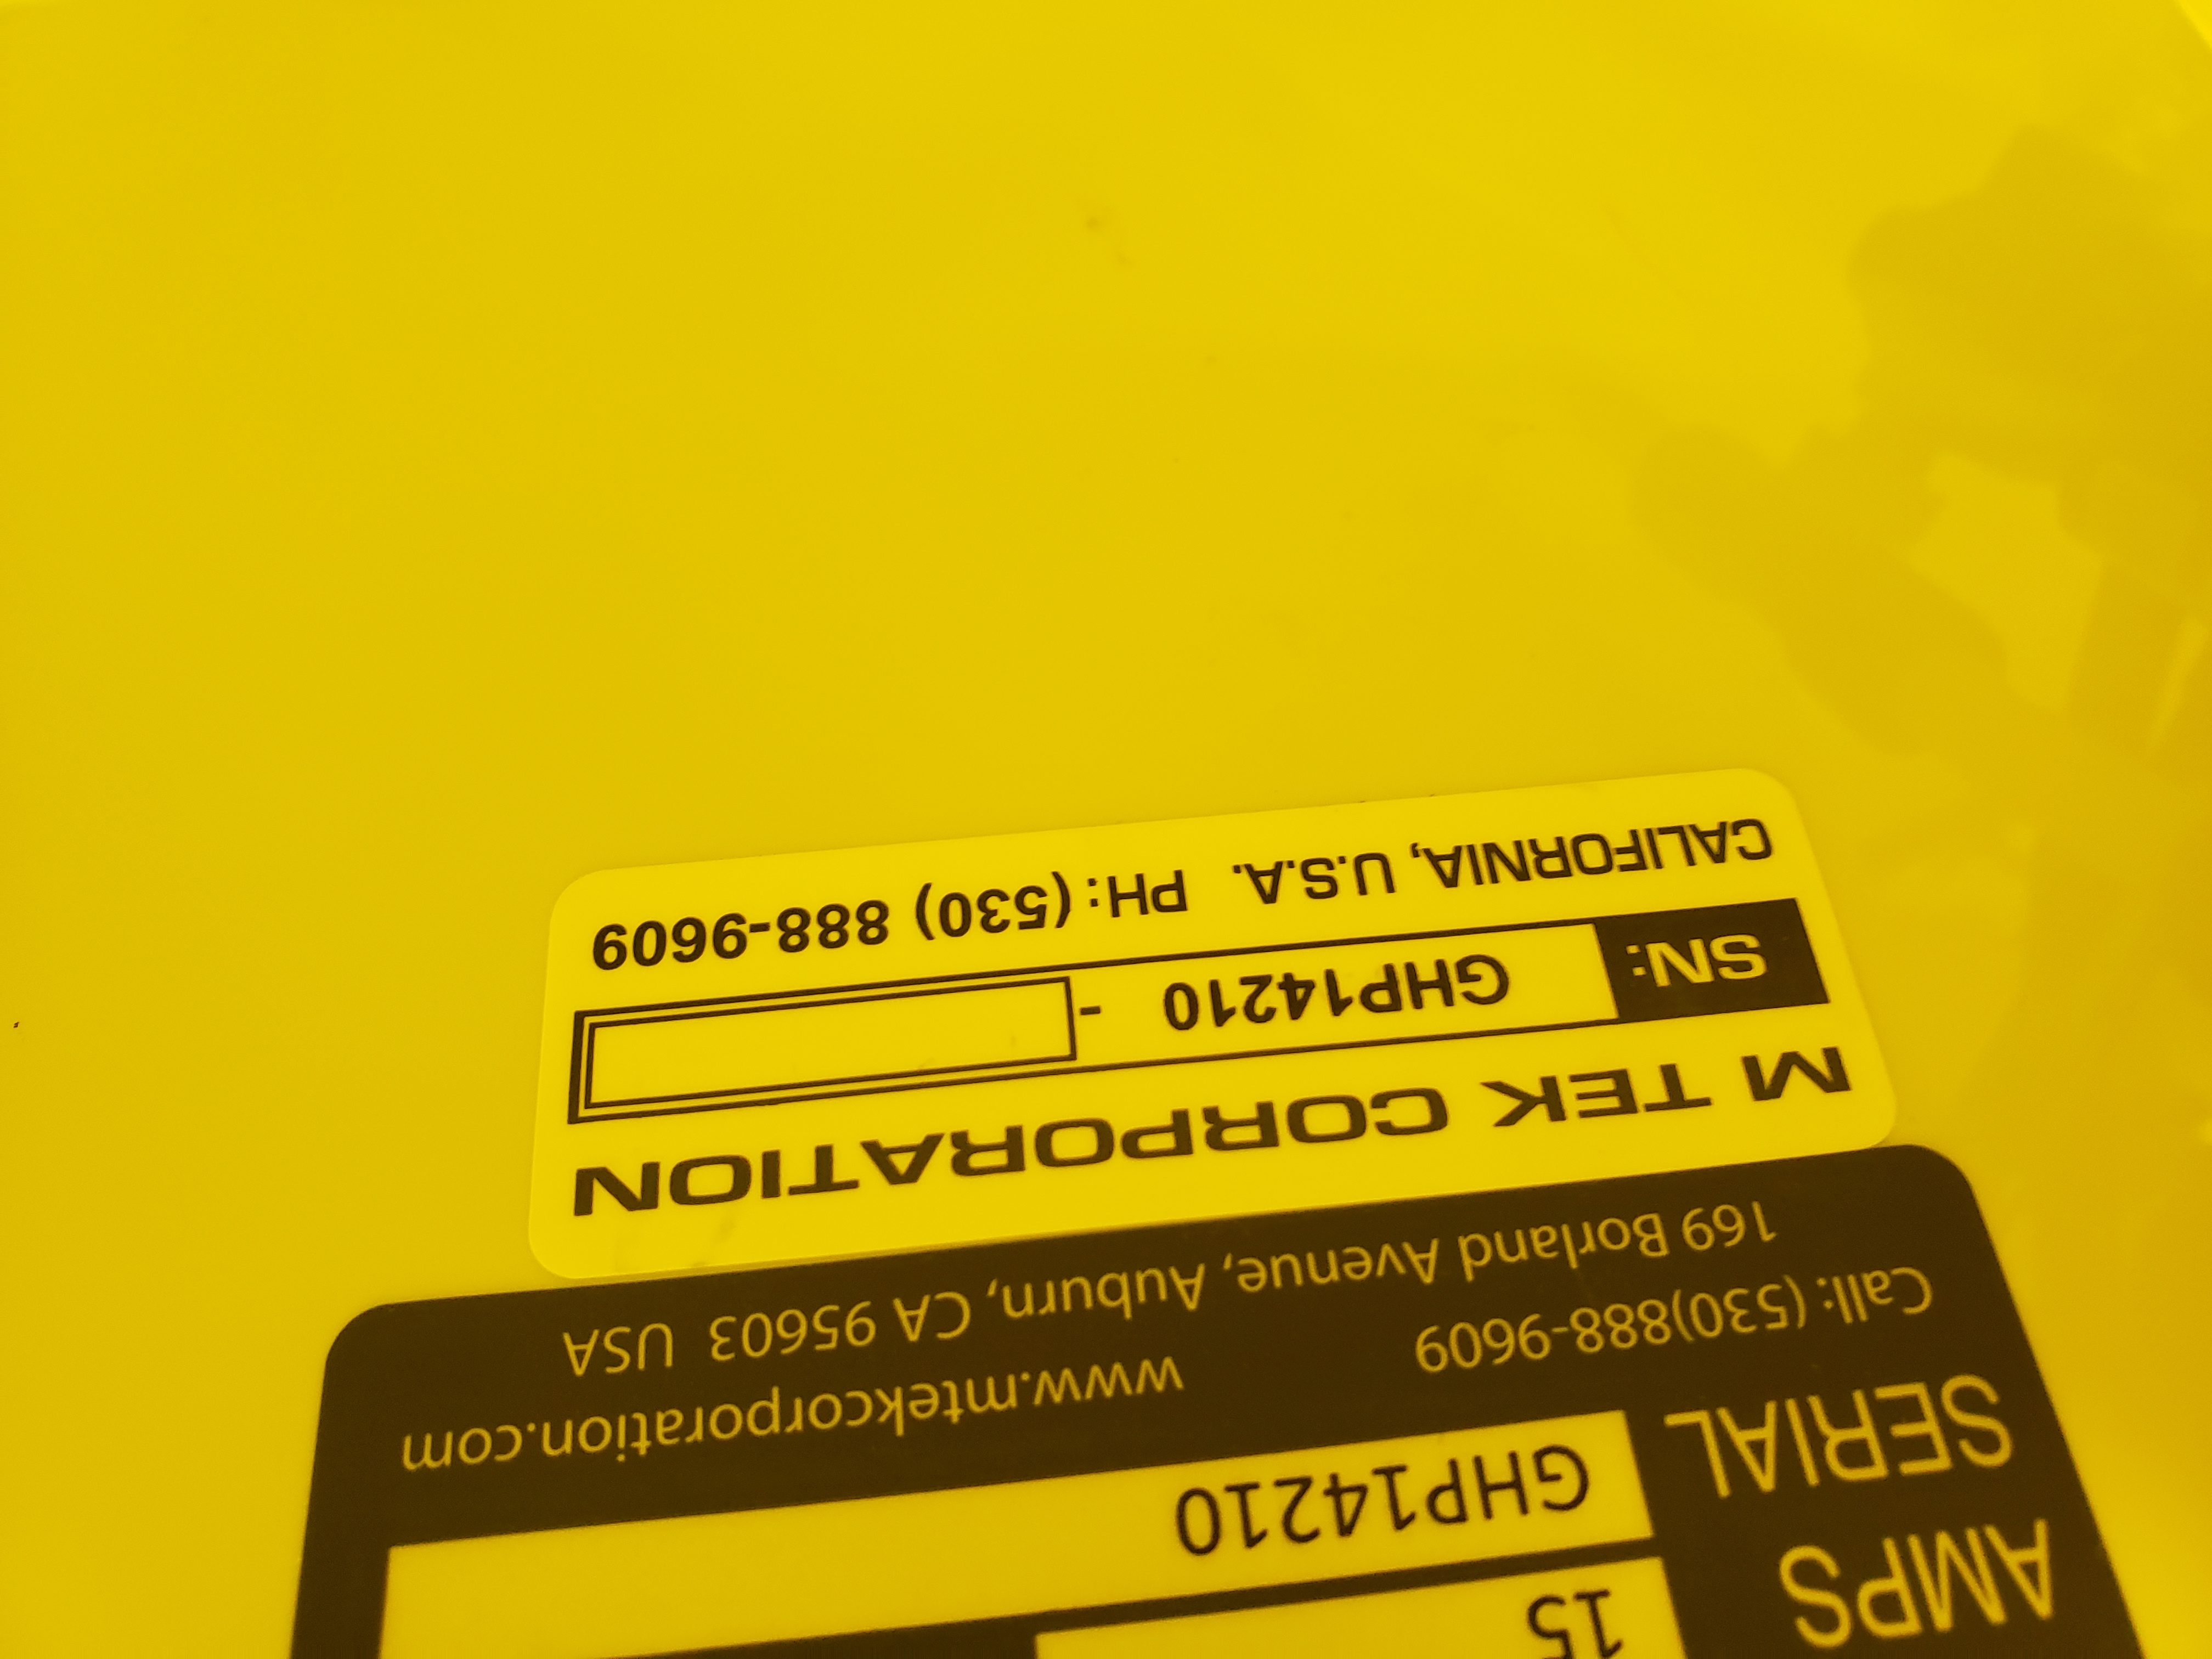 AMPS 15
SERIAL GHP14210
Call: (530)888-9609 www.mtekcorporation.com
169 Borland Avenue, Auburn, CA 95603 USA
M TEK CORPORATION
SN: GHP14210 -
CALIFORNIA, U.S.A. PH: (530) 888-9609